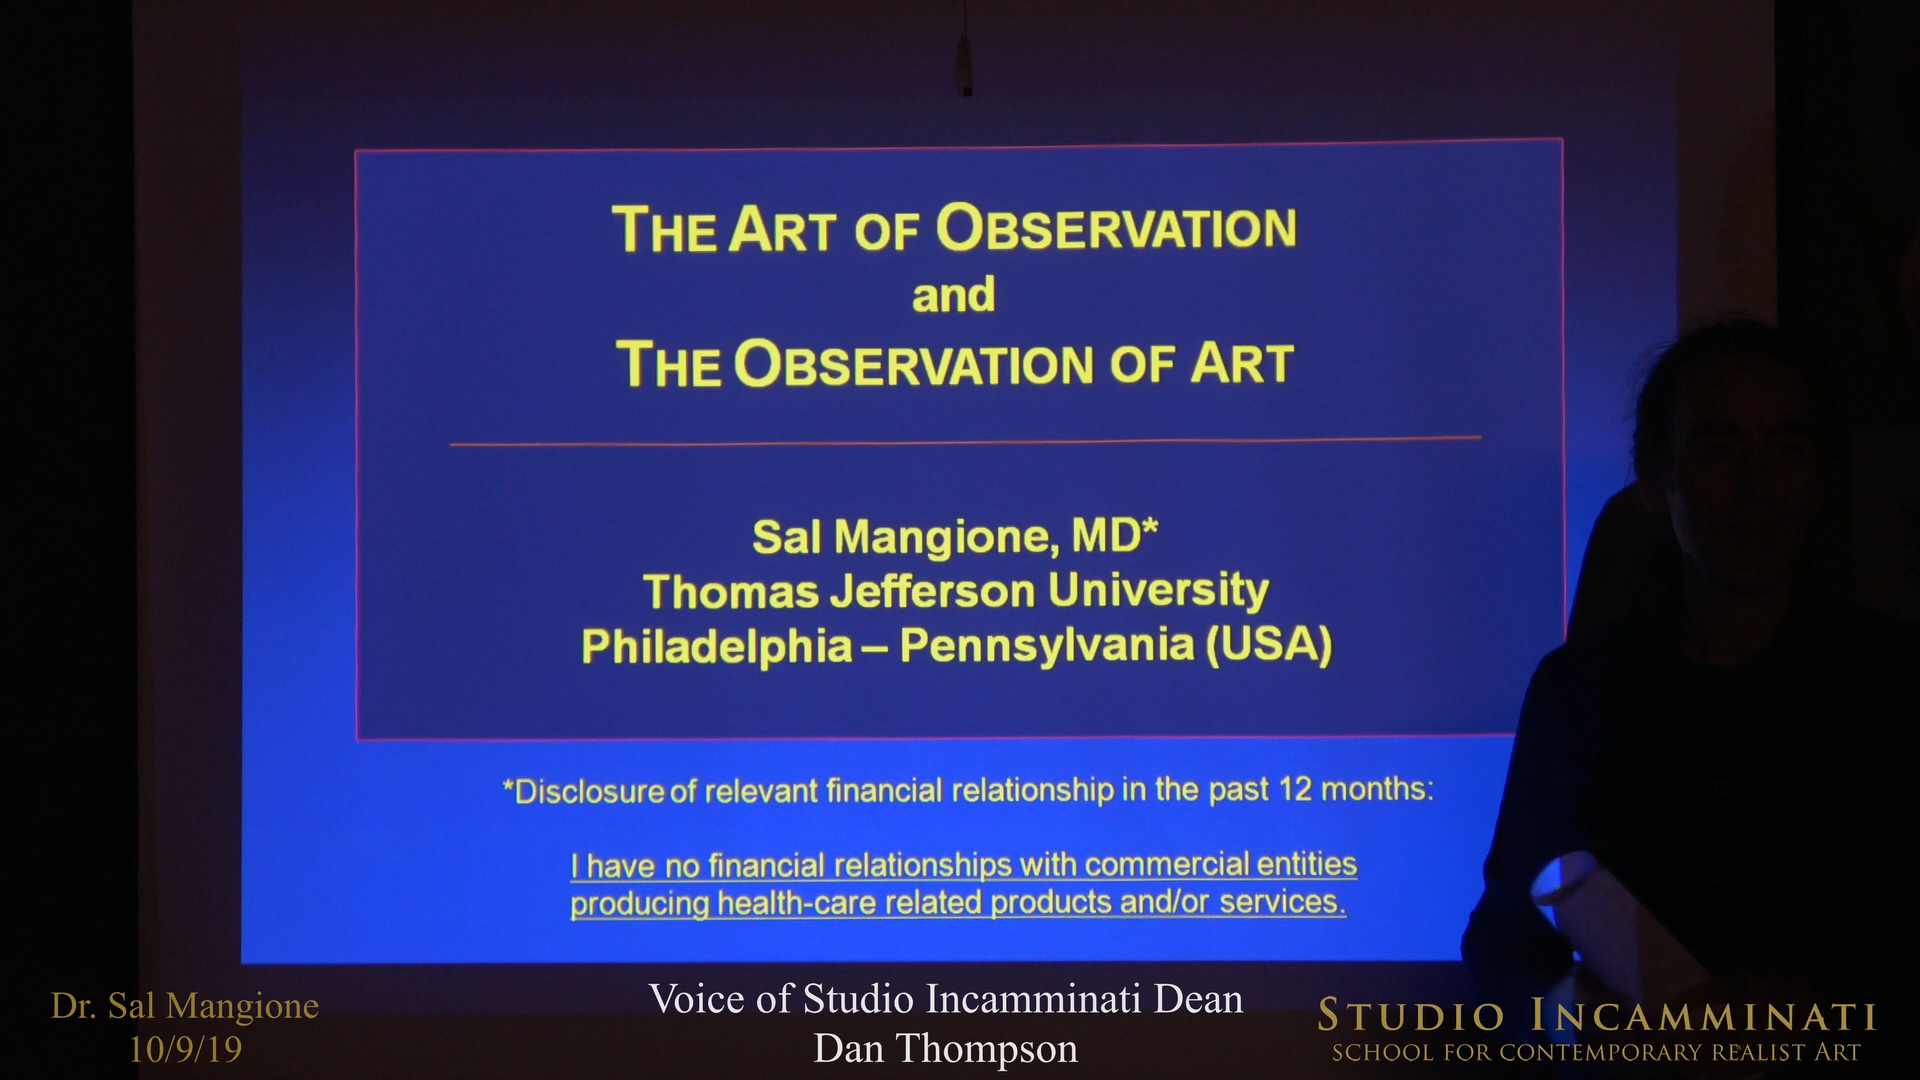 THE ART OF OBSERVATION
and
THE OBSERVATION OF ART
Sal Mangione, MD*
Thomas Jefferson University
Philadelphia – Pennsylvania (USA)
*Disclosure of relevant financial relationship in the past 12 months:
I have no financial relationships with commercial entities
producing health-care related products and/or services.
Dr. Sal Mangione
10/9/19
Voice of Studio Incamminati Dean
Dan Thompson
STUDIO INCAMMINATI
SCHOOL FOR CONTEMPORARY REALIST ART